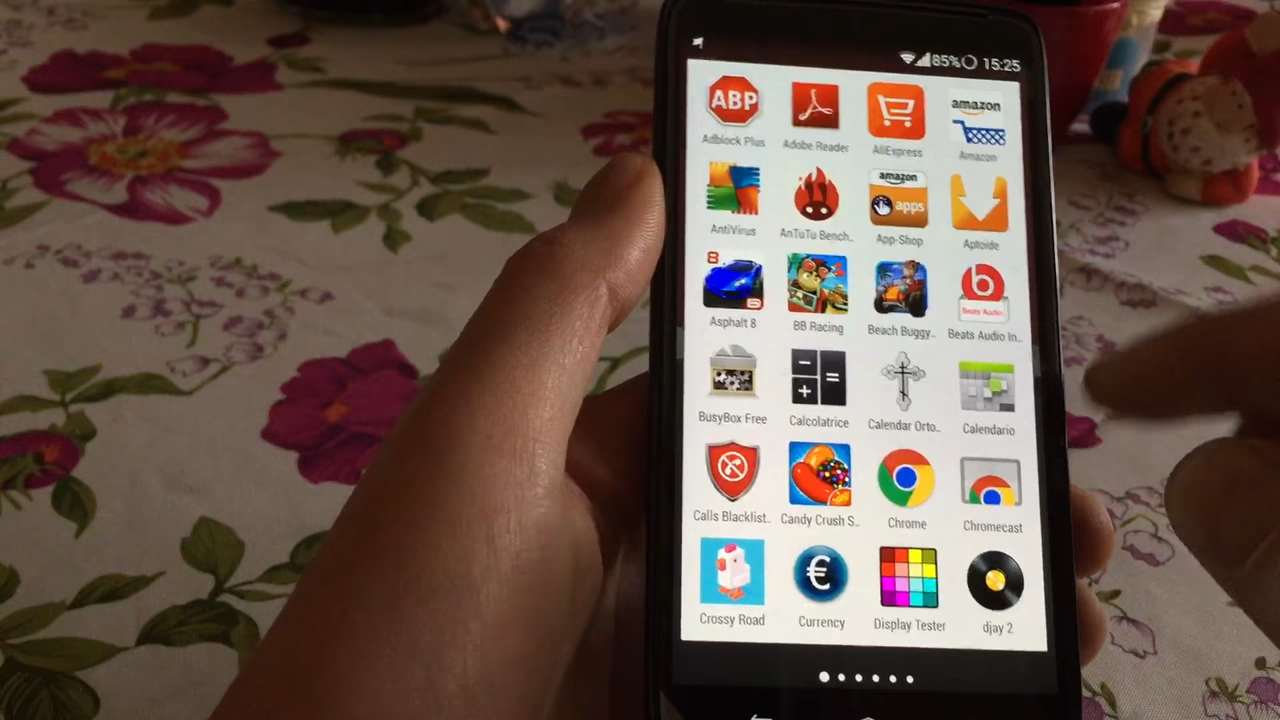 85% 15:25
ABP
Adblock Plus
Adobe Reader
AliExpress
amazon
Amazon
AntiVirus
AnTuTu Bench..
amazon
apps
App-Shop
Aptoide
8
Asphalt 8
BB Racing
Beach Buggy..
b
Beats Audio
Beats Audio In..
BusyBox Free
− = +
Calcolatrice
Calendar Orto..
Calendario
Calls Blacklist..
Candy Crush S..
Chrome
Chromecast
Crossy Road
€
Currency
Display Tester
djay 2